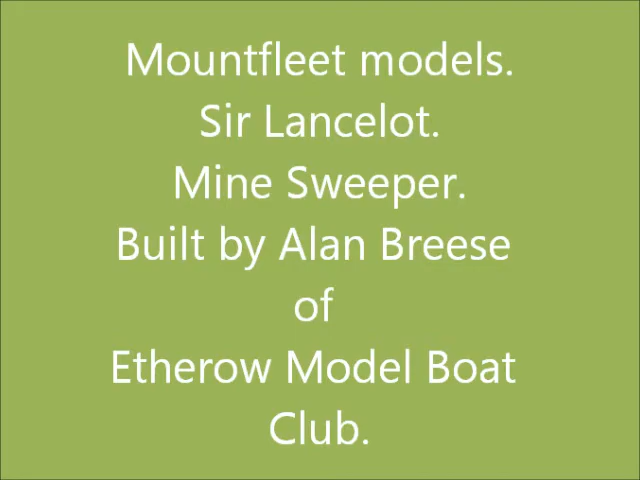 Mountfleet models.
Sir Lancelot.
Mine Sweeper.
Built by Alan Breese
of
Etherow Model Boat
Club.